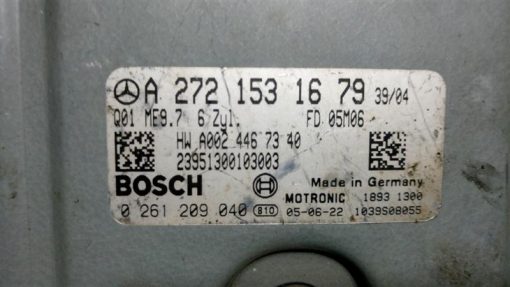 A 272 153 16 79 39/04
Q01 ME9.7 6 Zyl. FD 05M06
HW A002 446 73 40
23951300103003
BOSCH
Made in Germany
MOTRONIC 1893 1300
0 261 209 040 810 05-06-22 1039S08055